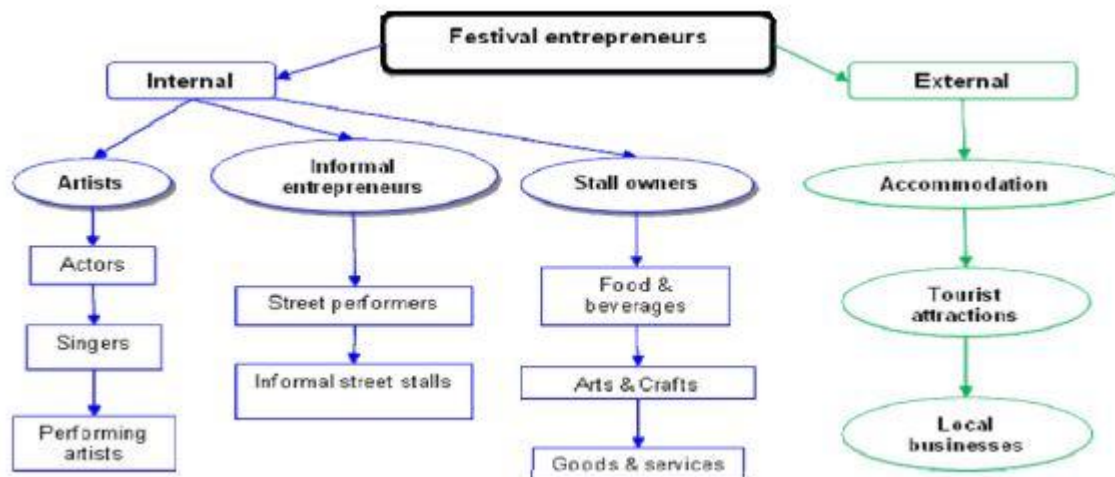 Festival entrepreneurs
Internal
External
Artists
Informal
entrepreneurs
Stall owners
Accommodation
Actors
Street performers
Food &
beverages
Tourist
attractions
Singers
Informal street stalls
Arts & Crafts
Performing
artists
Goods & services
Local
businesses